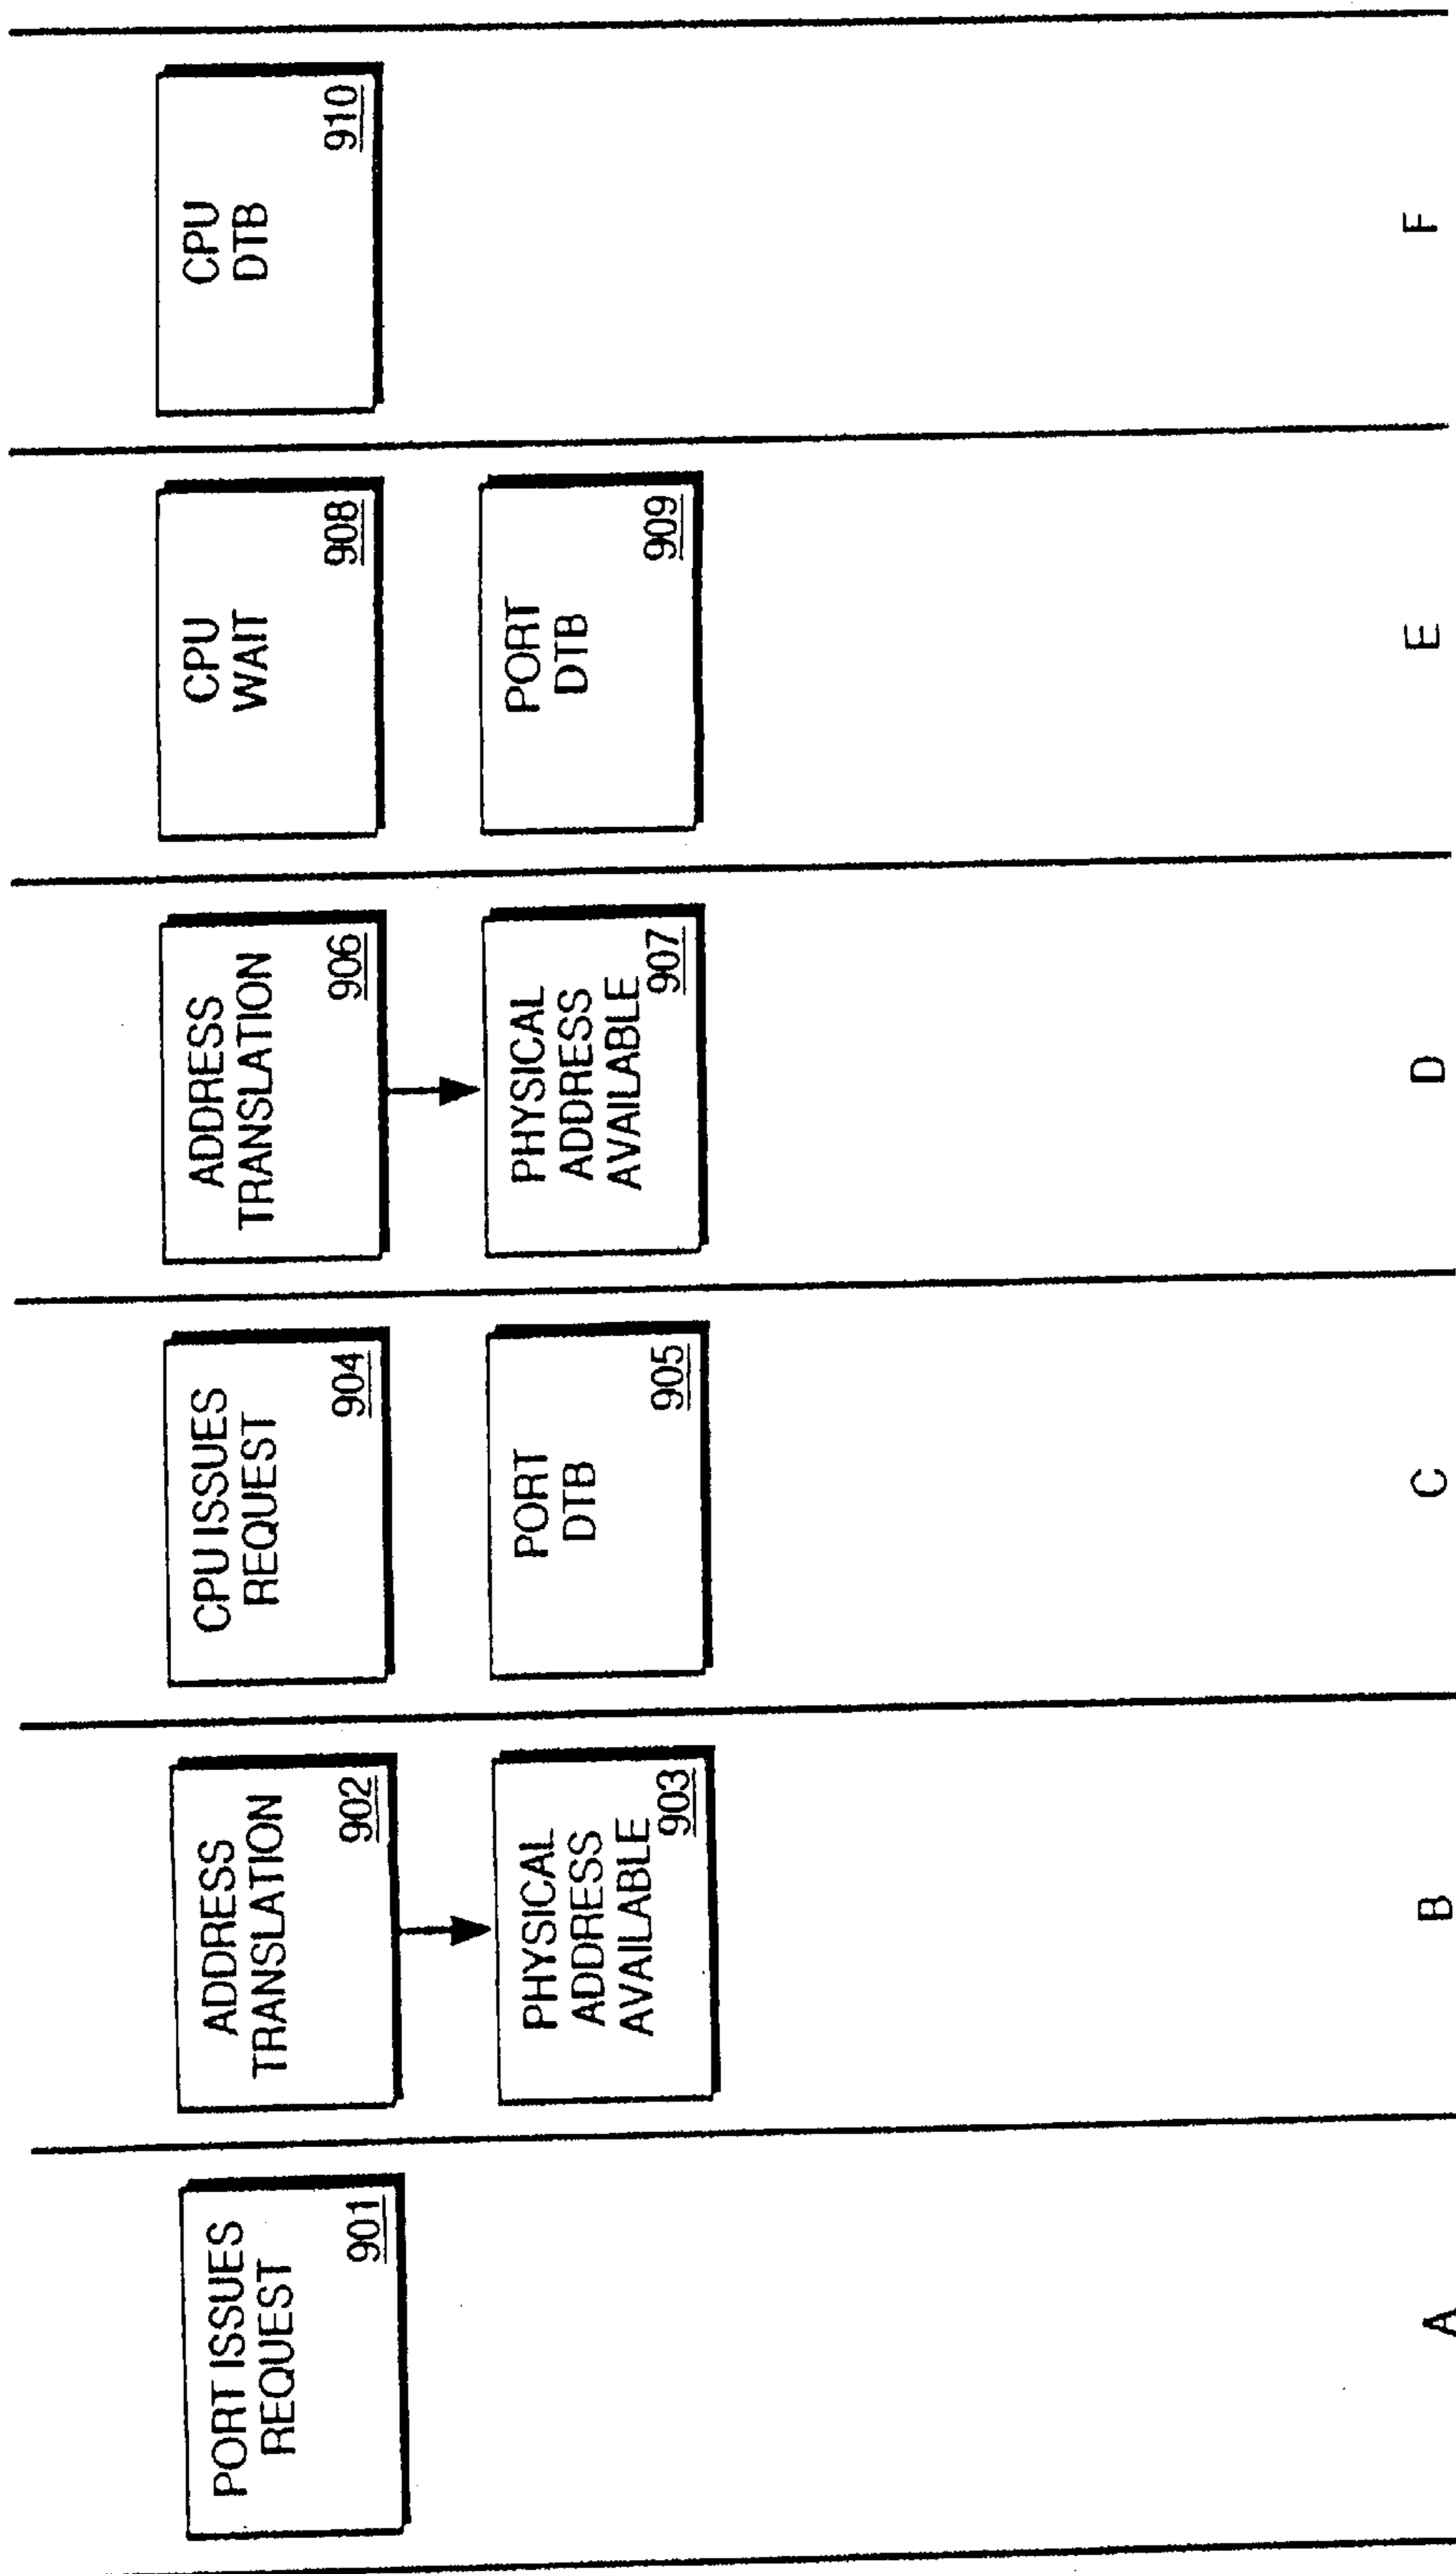 PORT ISSUES
REQUEST
901
ADDRESS
TRANSLATION
902
PHYSICAL
ADDRESS
AVAILABLE
903
CPU ISSUES
REQUEST
904
PORT
DTB
905
ADDRESS
TRANSLATION
906
PHYSICAL
ADDRESS
AVAILABLE
907
CPU
WAIT
908
PORT
DTB
909
CPU
DTB
910
A
B
C
D
E
F